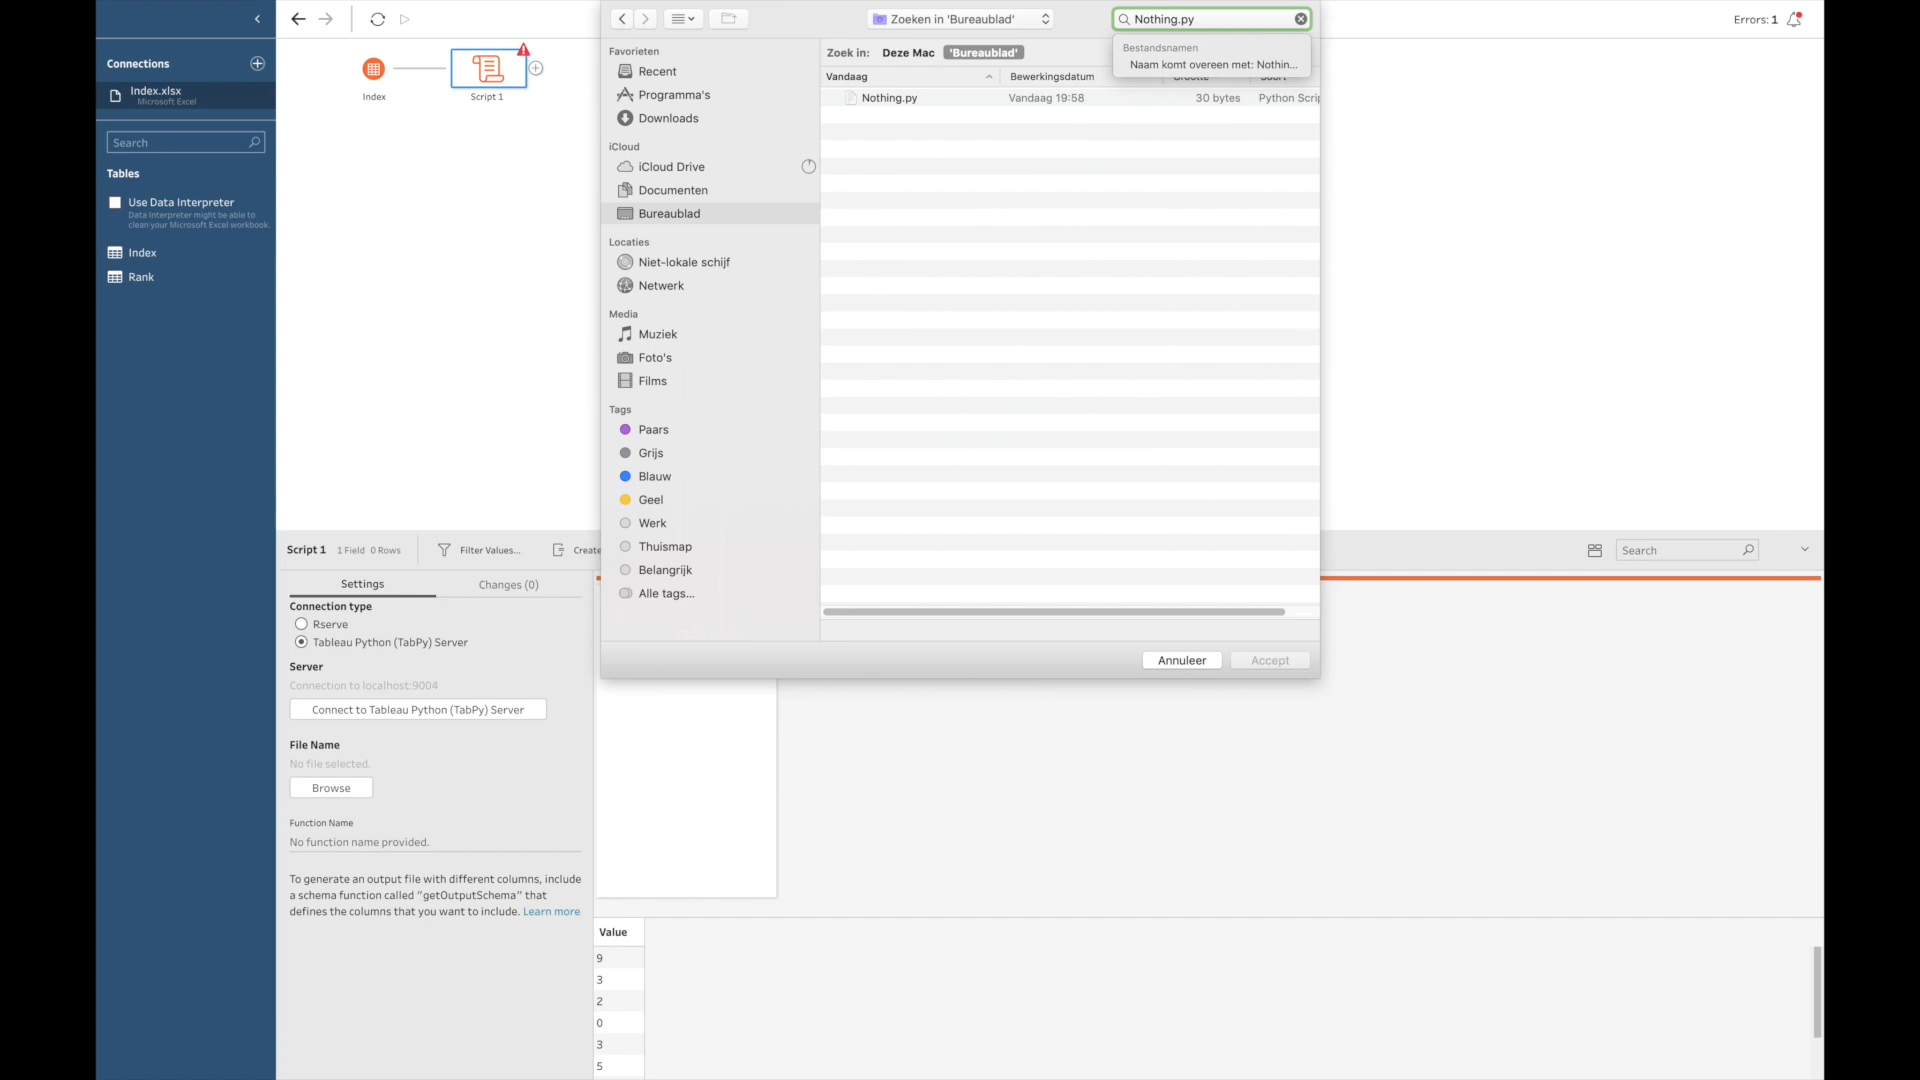 Connections
Index.xlsx
Microsoft Excel
Search
Tables
Use Data Interpreter
Data Interpreter might be able to
clean your Microsoft Excel workbook.
Index
Rank
Index
Script 1
Errors: 1
Zoeken in 'Bureaublad'
Nothing.py
Bestandsnamen
Naam komt overeen met: Nothin...
Favorieten
Recent
Programma's
Downloads
iCloud
iCloud Drive
Documenten
Bureaublad
Locaties
Niet-lokale schijf
Netwerk
Media
Muziek
Foto's
Films
Tags
Paars
Grijs
Blauw
Geel
Werk
Thuismap
Belangrijk
Alle tags...
Zoek in: Deze Mac 'Bureaublad'
Vandaag Bewerkingsdatum
Nothing.py Vandaag 19:58 30 bytes Python Scrip
Annuleer Accept
Script 1 1 Field 0 Rows Filter Values... Create
Search
Settings Changes (0)
Connection type
Rserve
Tableau Python (TabPy) Server
Server
Connection to localhost:9004
Connect to Tableau Python (TabPy) Server
File Name
No file selected.
Browse
Function Name
No function name provided.
To generate an output file with different columns, include
a schema function called "getOutputSchema" that
defines the columns that you want to include. Learn more
Value
9
3
2
0
3
5